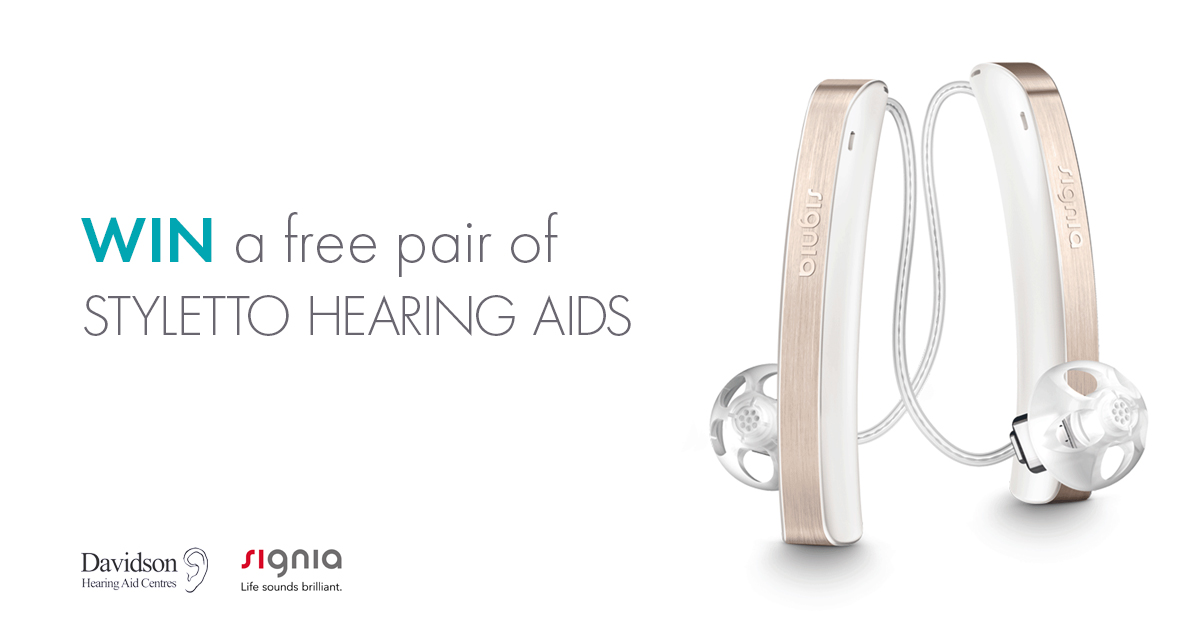 WIN a free pair of
STYLETTO HEARING AIDS
signia
signia
Davidson
Hearing Aid Centres
signia
Life sounds brilliant.